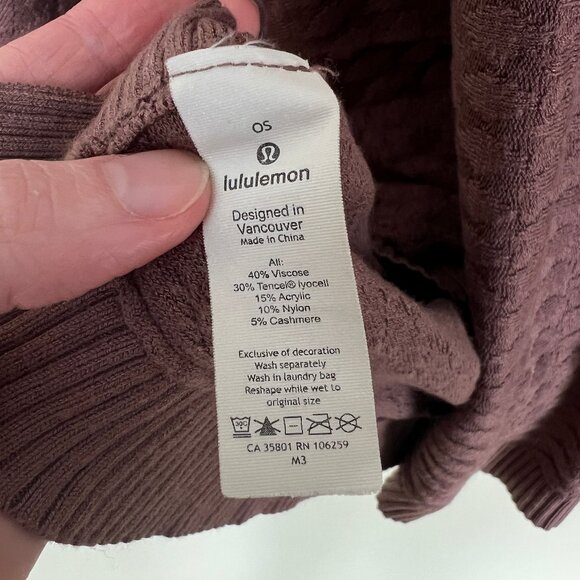 OS
lululemon
Designed in
Vancouver
Made in China
All:
40% Viscose
30% Tencel® lyocell
15% Acrylic
10% Nylon
5% Cashmere
Exclusive of decoration
Wash separately
Wash in laundry bag
Reshape while wet to
original size
30C
CA 35801 RN 106259
M3